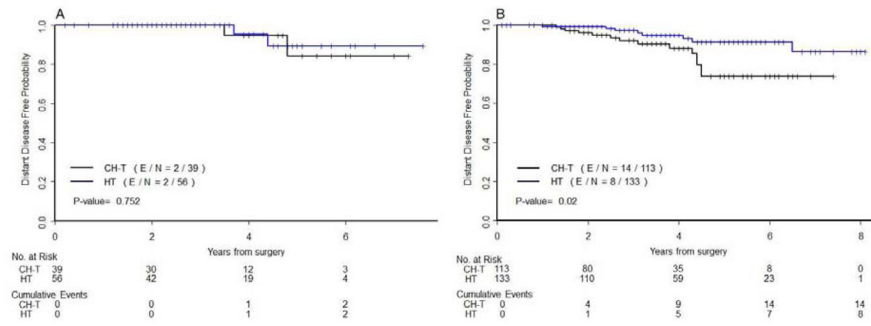 A
Distant Disease Free Probability
1.0
0.8
0.6
0.4
0.2
0.0
CH-T ( E / N = 2 / 39 )
HT ( E / N = 2 / 56 )
P-value= 0.752
0 2 4 6
Years from surgery
No. at Risk
CH-T 39 30 12 3
HT 56 42 19 4
Cumulative Events
CH-T 0 0 1 2
HT 0 0 1 2
B
Distant Disease Free Probability
1.0
0.8
0.6
0.4
0.2
0.0
CH-T ( E / N = 14 / 113 )
HT ( E / N = 8 / 133 )
P-value= 0.02
0 2 4 6 8
Years from surgery
No. at Risk
CH-T 113 80 35 8 0
HT 133 110 59 23 1
Cumulative Events
CH-T 0 4 9 14 14
HT 0 1 5 7 8